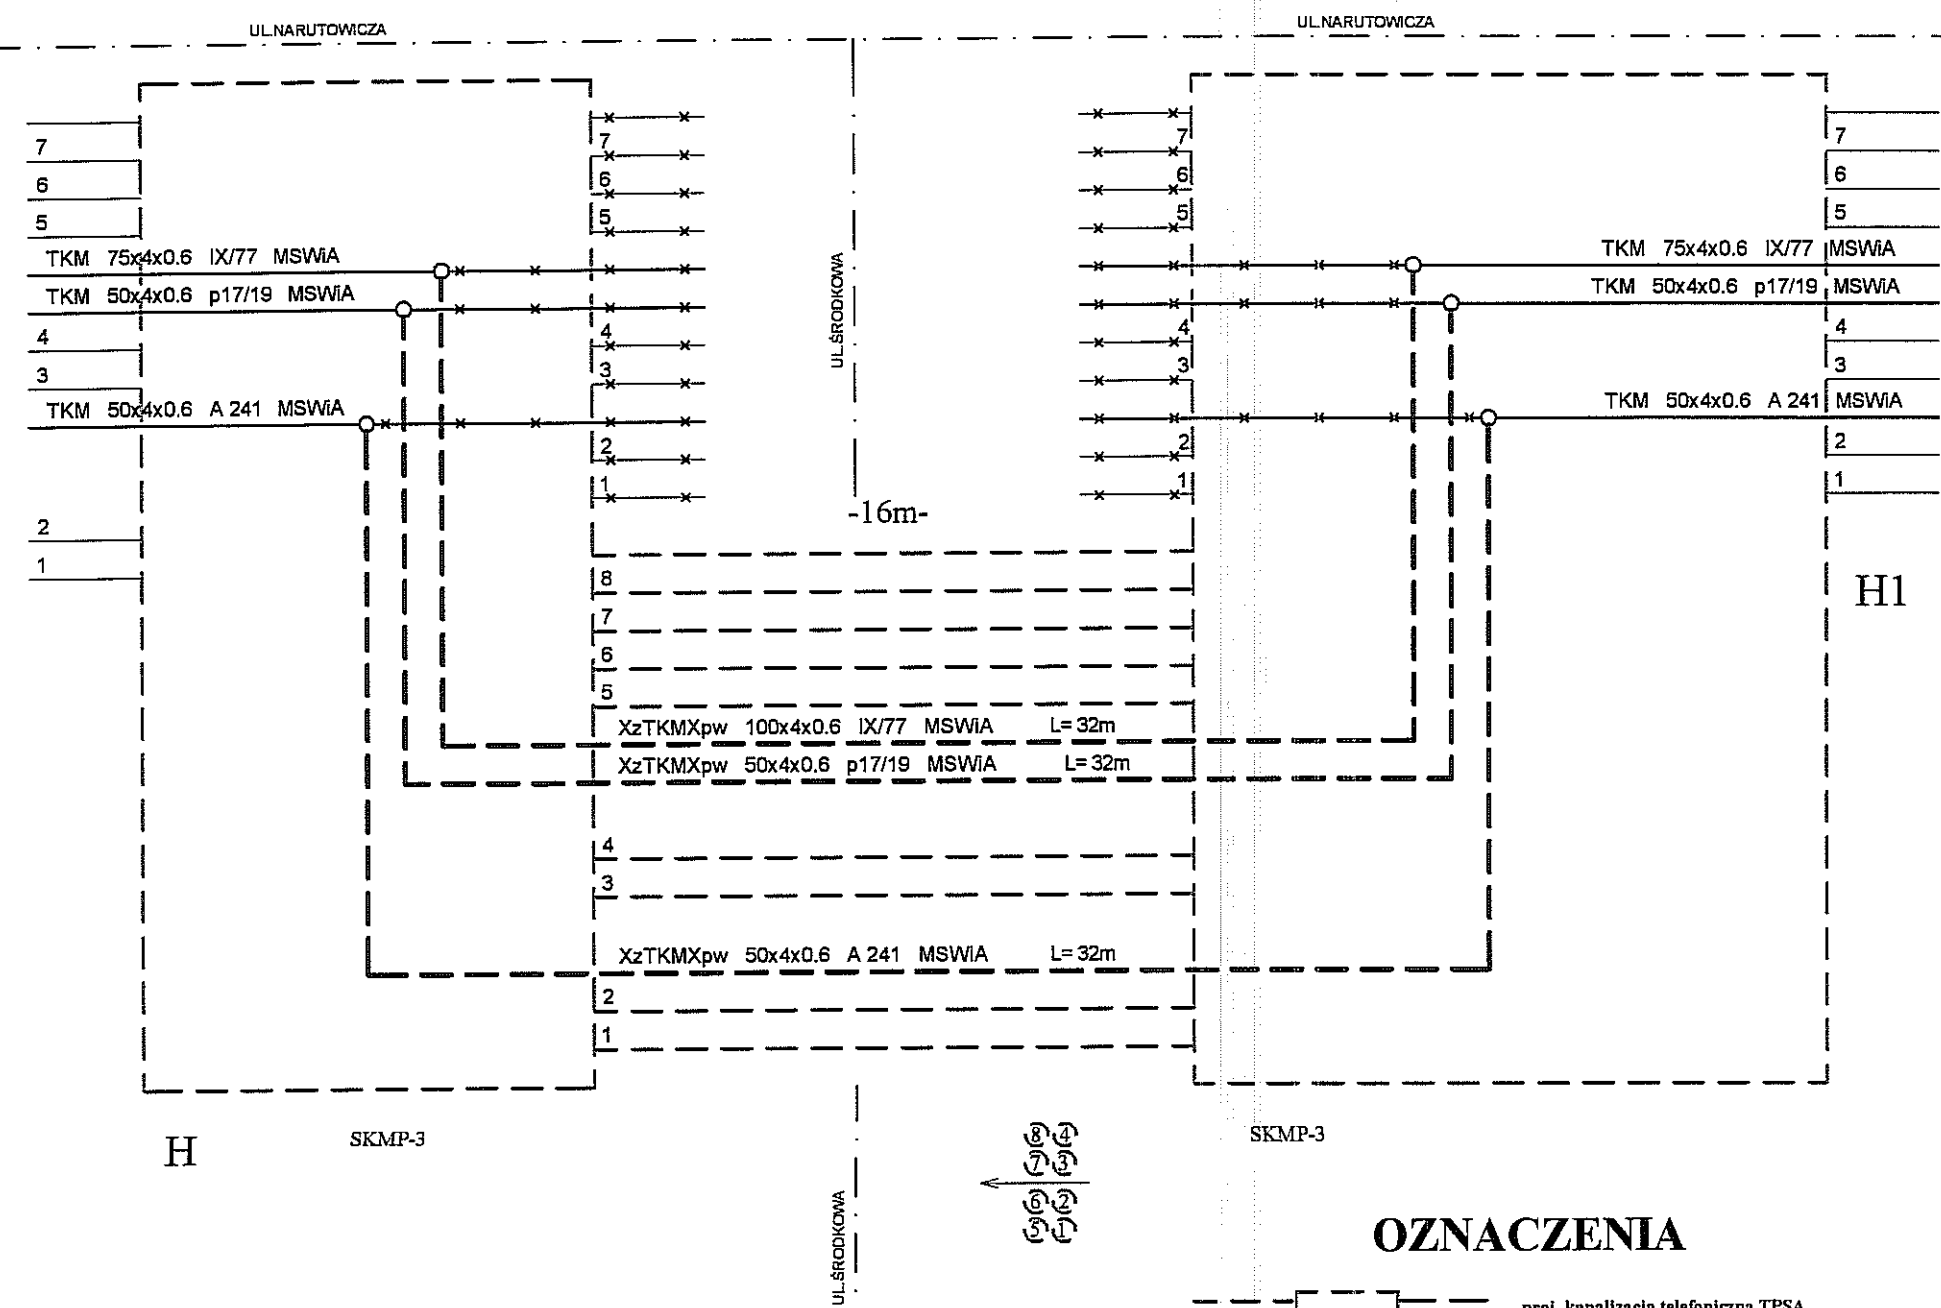 UL.NARUTOWICZA
UL.NARUTOWICZA
7
6
5
TKM 75x4x0.6 IX/77 MSWiA
TKM 50x4x0.6 p17/19 MSWiA
4
3
TKM 50x4x0.6 A 241 MSWiA
2
1
7
6
5
4
3
2
1
UL.ŚRODKOWA
-16m-
7
6
5
4
3
2
1
7
6
5
TKM 75x4x0.6 IX/77 MSWiA
TKM 50x4x0.6 p17/19 MSWiA
4
3
TKM 50x4x0.6 A 241 MSWiA
2
1
H1
8
7
6
5
XzTKMXpw 100x4x0.6 IX/77 MSWiA L= 32m
XzTKMXpw 50x4x0.6 p17/19 MSWiA L= 32m
4
3
XzTKMXpw 50x4x0.6 A 241 MSWiA L= 32m
2
1
H
SKMP-3
SKMP-3
UL.ŚRODKOWA
8 4
7 3
6 2
5 1
OZNACZENIA
proj. kanalizacja telefoniczna TPSA